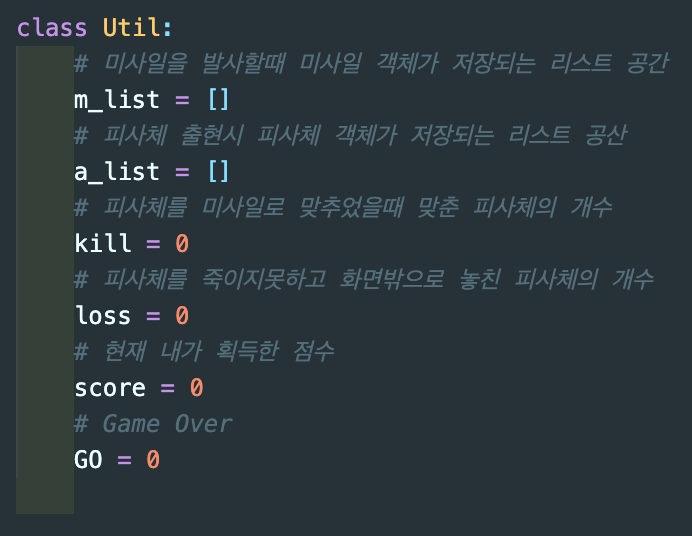 class Util:
# 미사일을 발사할때 미사일 객체가 저장되는 리스트 공간
m_list = []
# 피사체 출현시 피사체 객체가 저장되는 리스트 공산
a_list = []
# 피사체를 미사일로 맞추었을때 맞춘 피사체의 개수
kill = 0
# 피사체를 죽이지못하고 화면밖으로 놓친 피사체의 개수
loss = 0
# 현재 내가 획득한 점수
score = 0
# Game Over
GO = 0